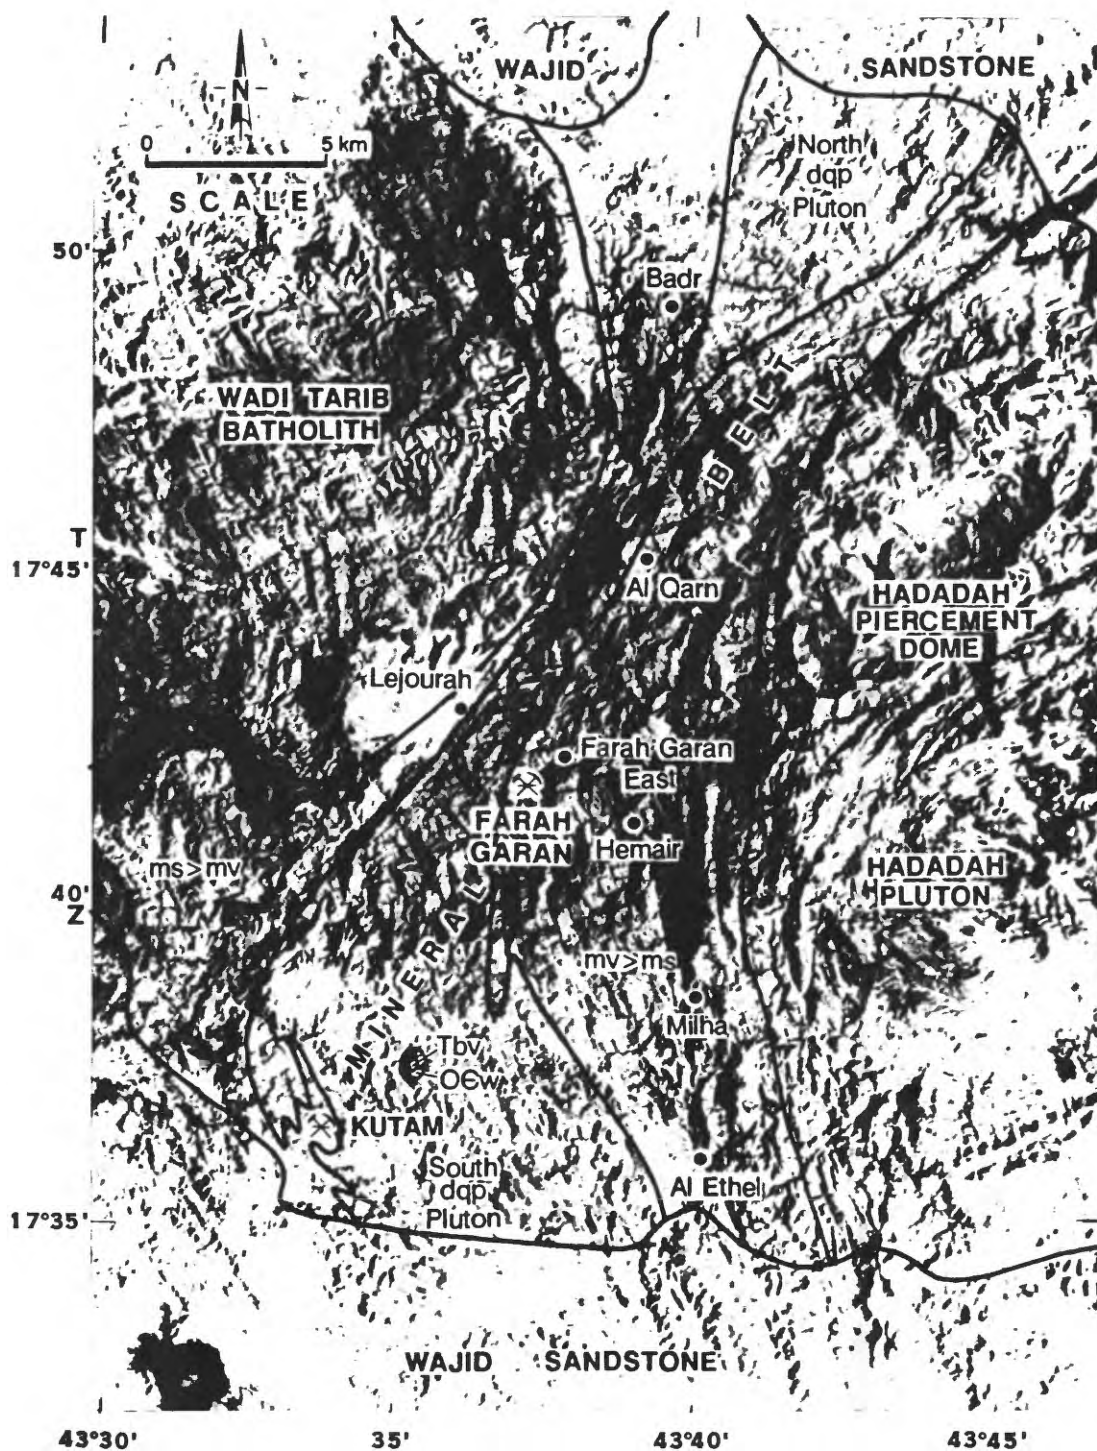 WAJID
SANDSTONE
N
0 5 km
SCALE
North
dqp
Pluton
50'
Badr
WADI TARIB
BATHOLITH
BELT
T
17°45'
Al Qarn
HADADAH
PIERCEMENT
DOME
Lejourah
Farah Garan
East
FARAH
GARAN
Hemair
ms>mv
HADADAH
PLUTON
40'
Z
MINERAL
mv>ms
Milha
Tbv
OЄw
KUTAM
South
dqp
Pluton
Al Ethel
17°35'
WAJID SANDSTONE
43°30' 35' 43°40' 43°45'